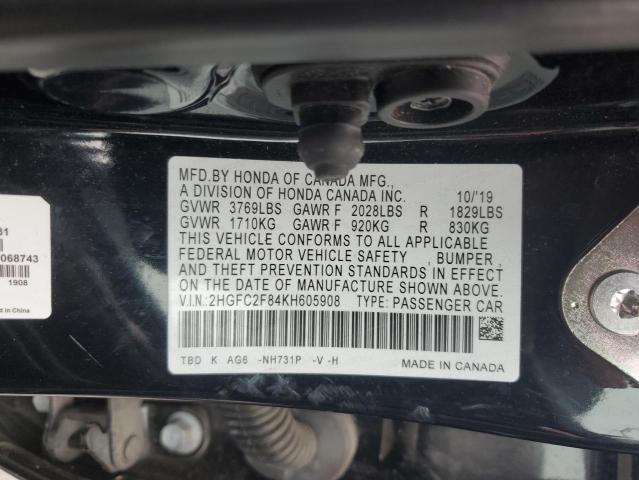 MFD.BY HONDA OF CANADA MFG.,
A DIVISION OF HONDA CANADA INC. 10/'19
GVWR 3769LBS GAWR F 2028LBS R 1829LBS
GVWR 1710KG GAWR F 920KG R 830KG
THIS VEHICLE CONFORMS TO ALL APPLICABLE
FEDERAL MOTOR VEHICLE SAFETY , BUMPER ,
AND THEFT PREVENTION STANDARDS IN EFFECT
ON THE DATE OF MANUFACTURE SHOWN ABOVE.
V.I.N.:2HGFC2F84KH605908 TYPE: PASSENGER CAR
TBD K AG6 -NH731P -V -H
MADE IN CANADA
31
068743
1908
d in China